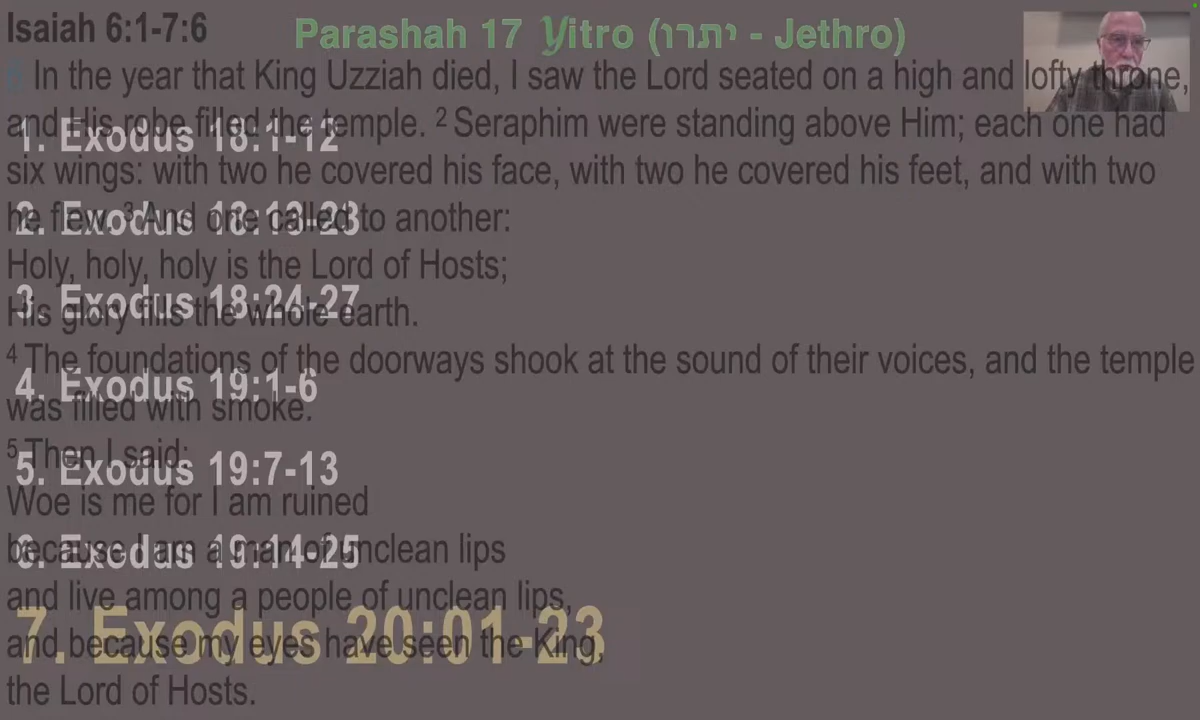 Isaiah 6:1-7:6
Parashah 17 Yitro (יתרו - Jethro)
6 In the year that King Uzziah died, I saw the Lord seated on a high and lofty throne,
and His robe filled the temple. 2 Seraphim were standing above Him; each one had
1. Exodus 18:1-12
six wings: with two he covered his face, with two he covered his feet, and with two
he flew. 3 And one called to another:
2. Exodus 18:13-23
Holy, holy, holy is the Lord of Hosts;
3. Exodus 18:24-27
His glory fills the whole earth.
4 The foundations of the doorways shook at the sound of their voices, and the temple
4. Exodus 19:1-6
was filled with smoke.
5 Then I said:
5. Exodus 19:7-13
Woe is me for I am ruined
because I am a man of unclean lips
6. Exodus 19:14-25
and live among a people of unclean lips,
7. Exodus 20:01-23
and because my eyes have seen the King,
the Lord of Hosts.